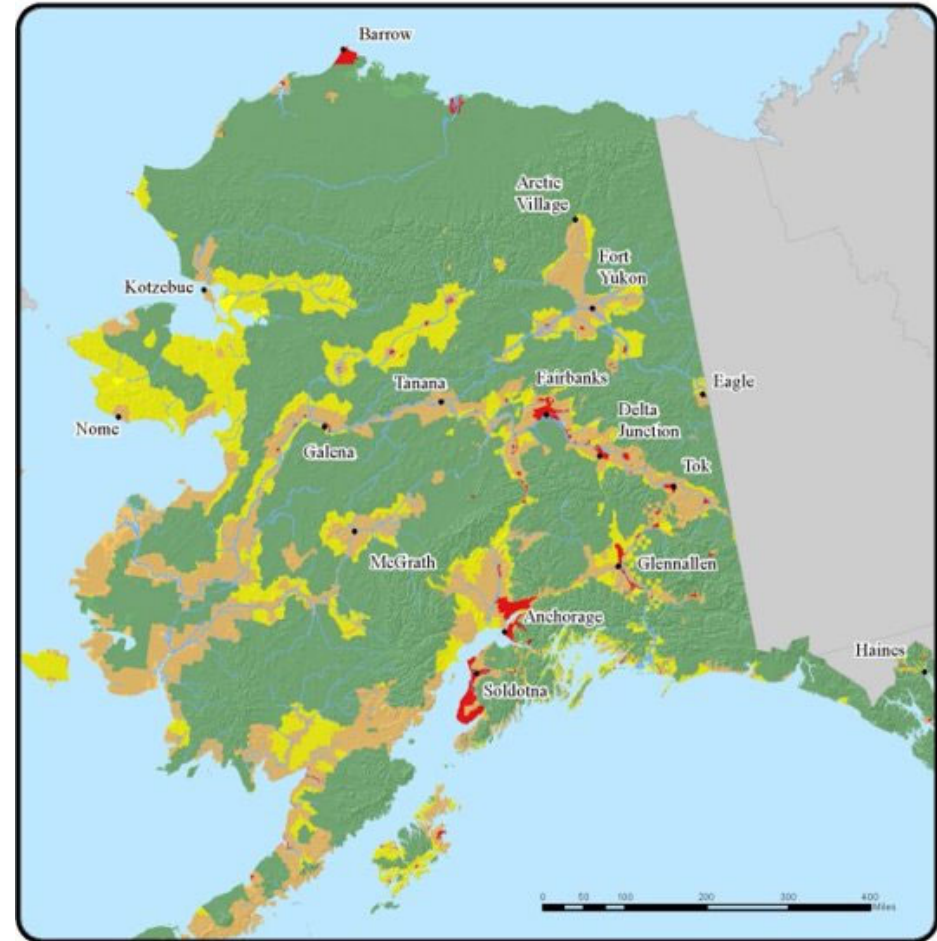 Barrow
Arctic
Village
Fort
Yukon
Kotzebue
Eagle
Fairbanks
Tanana
Delta
Junction
Nome
Galena
Tok
McGrath
Glennallen
Anchorage
Haines
Soldotna
0 50 100 200 300 400
Miles